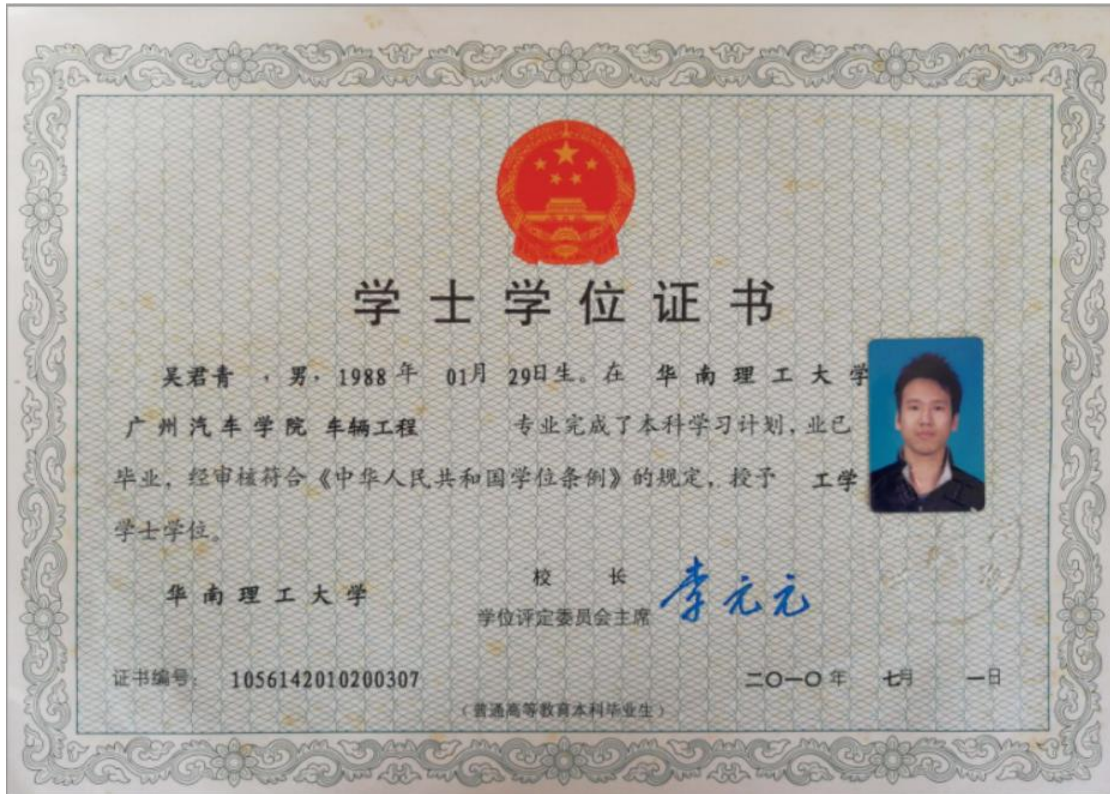 学士学位证书
吴君青，男，1988年 01月 29日生。在 华南理工大学
广州汽车学院 车辆工程 专业完成了本科学习计划，业已
毕业，经审核符合《中华人民共和国学位条例》的规定，授予 工学
学士学位。
华南理工大学
校 长
学位评定委员会主席
李元元
证书编号： 1056142010200307
二〇一〇年 七月 一日
（普通高等教育本科毕业生）